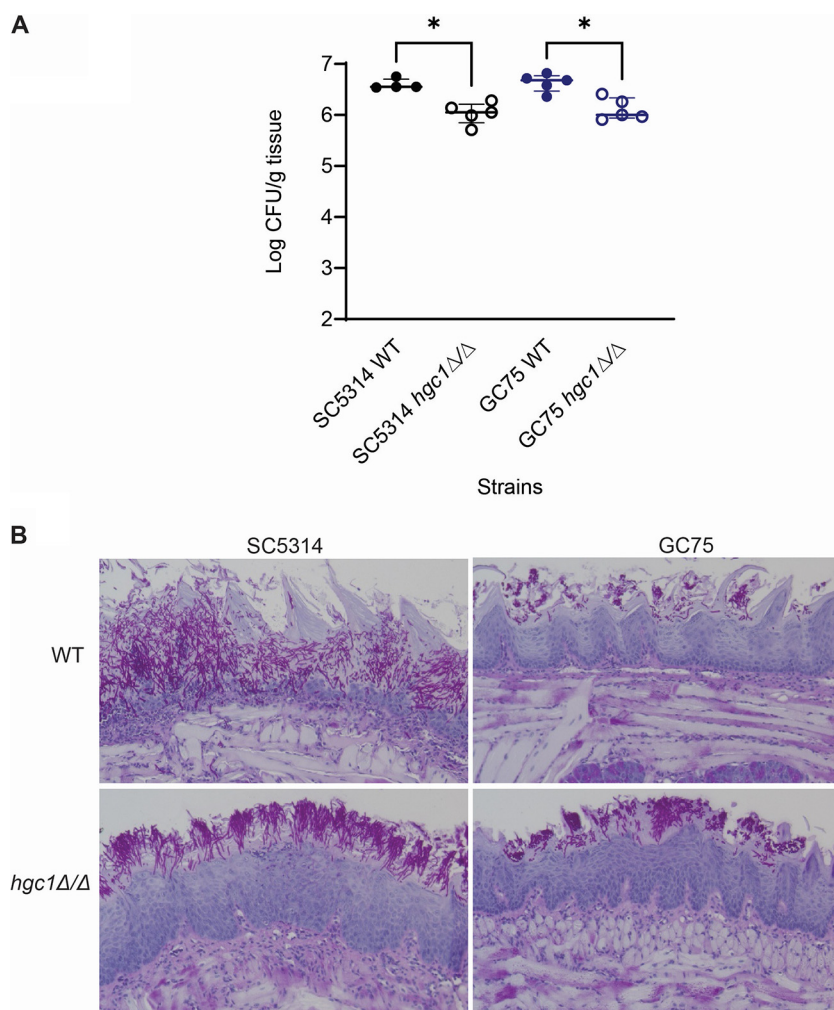 A
* *
7
6
5
4
3
2
Log CFU/g tissue
SC5314 WT
SC5314 hgc1Δ/Δ
GC75 WT
GC75 hgc1Δ/Δ
Strains
B
SC5314 GC75
WT
hgc1Δ/Δ